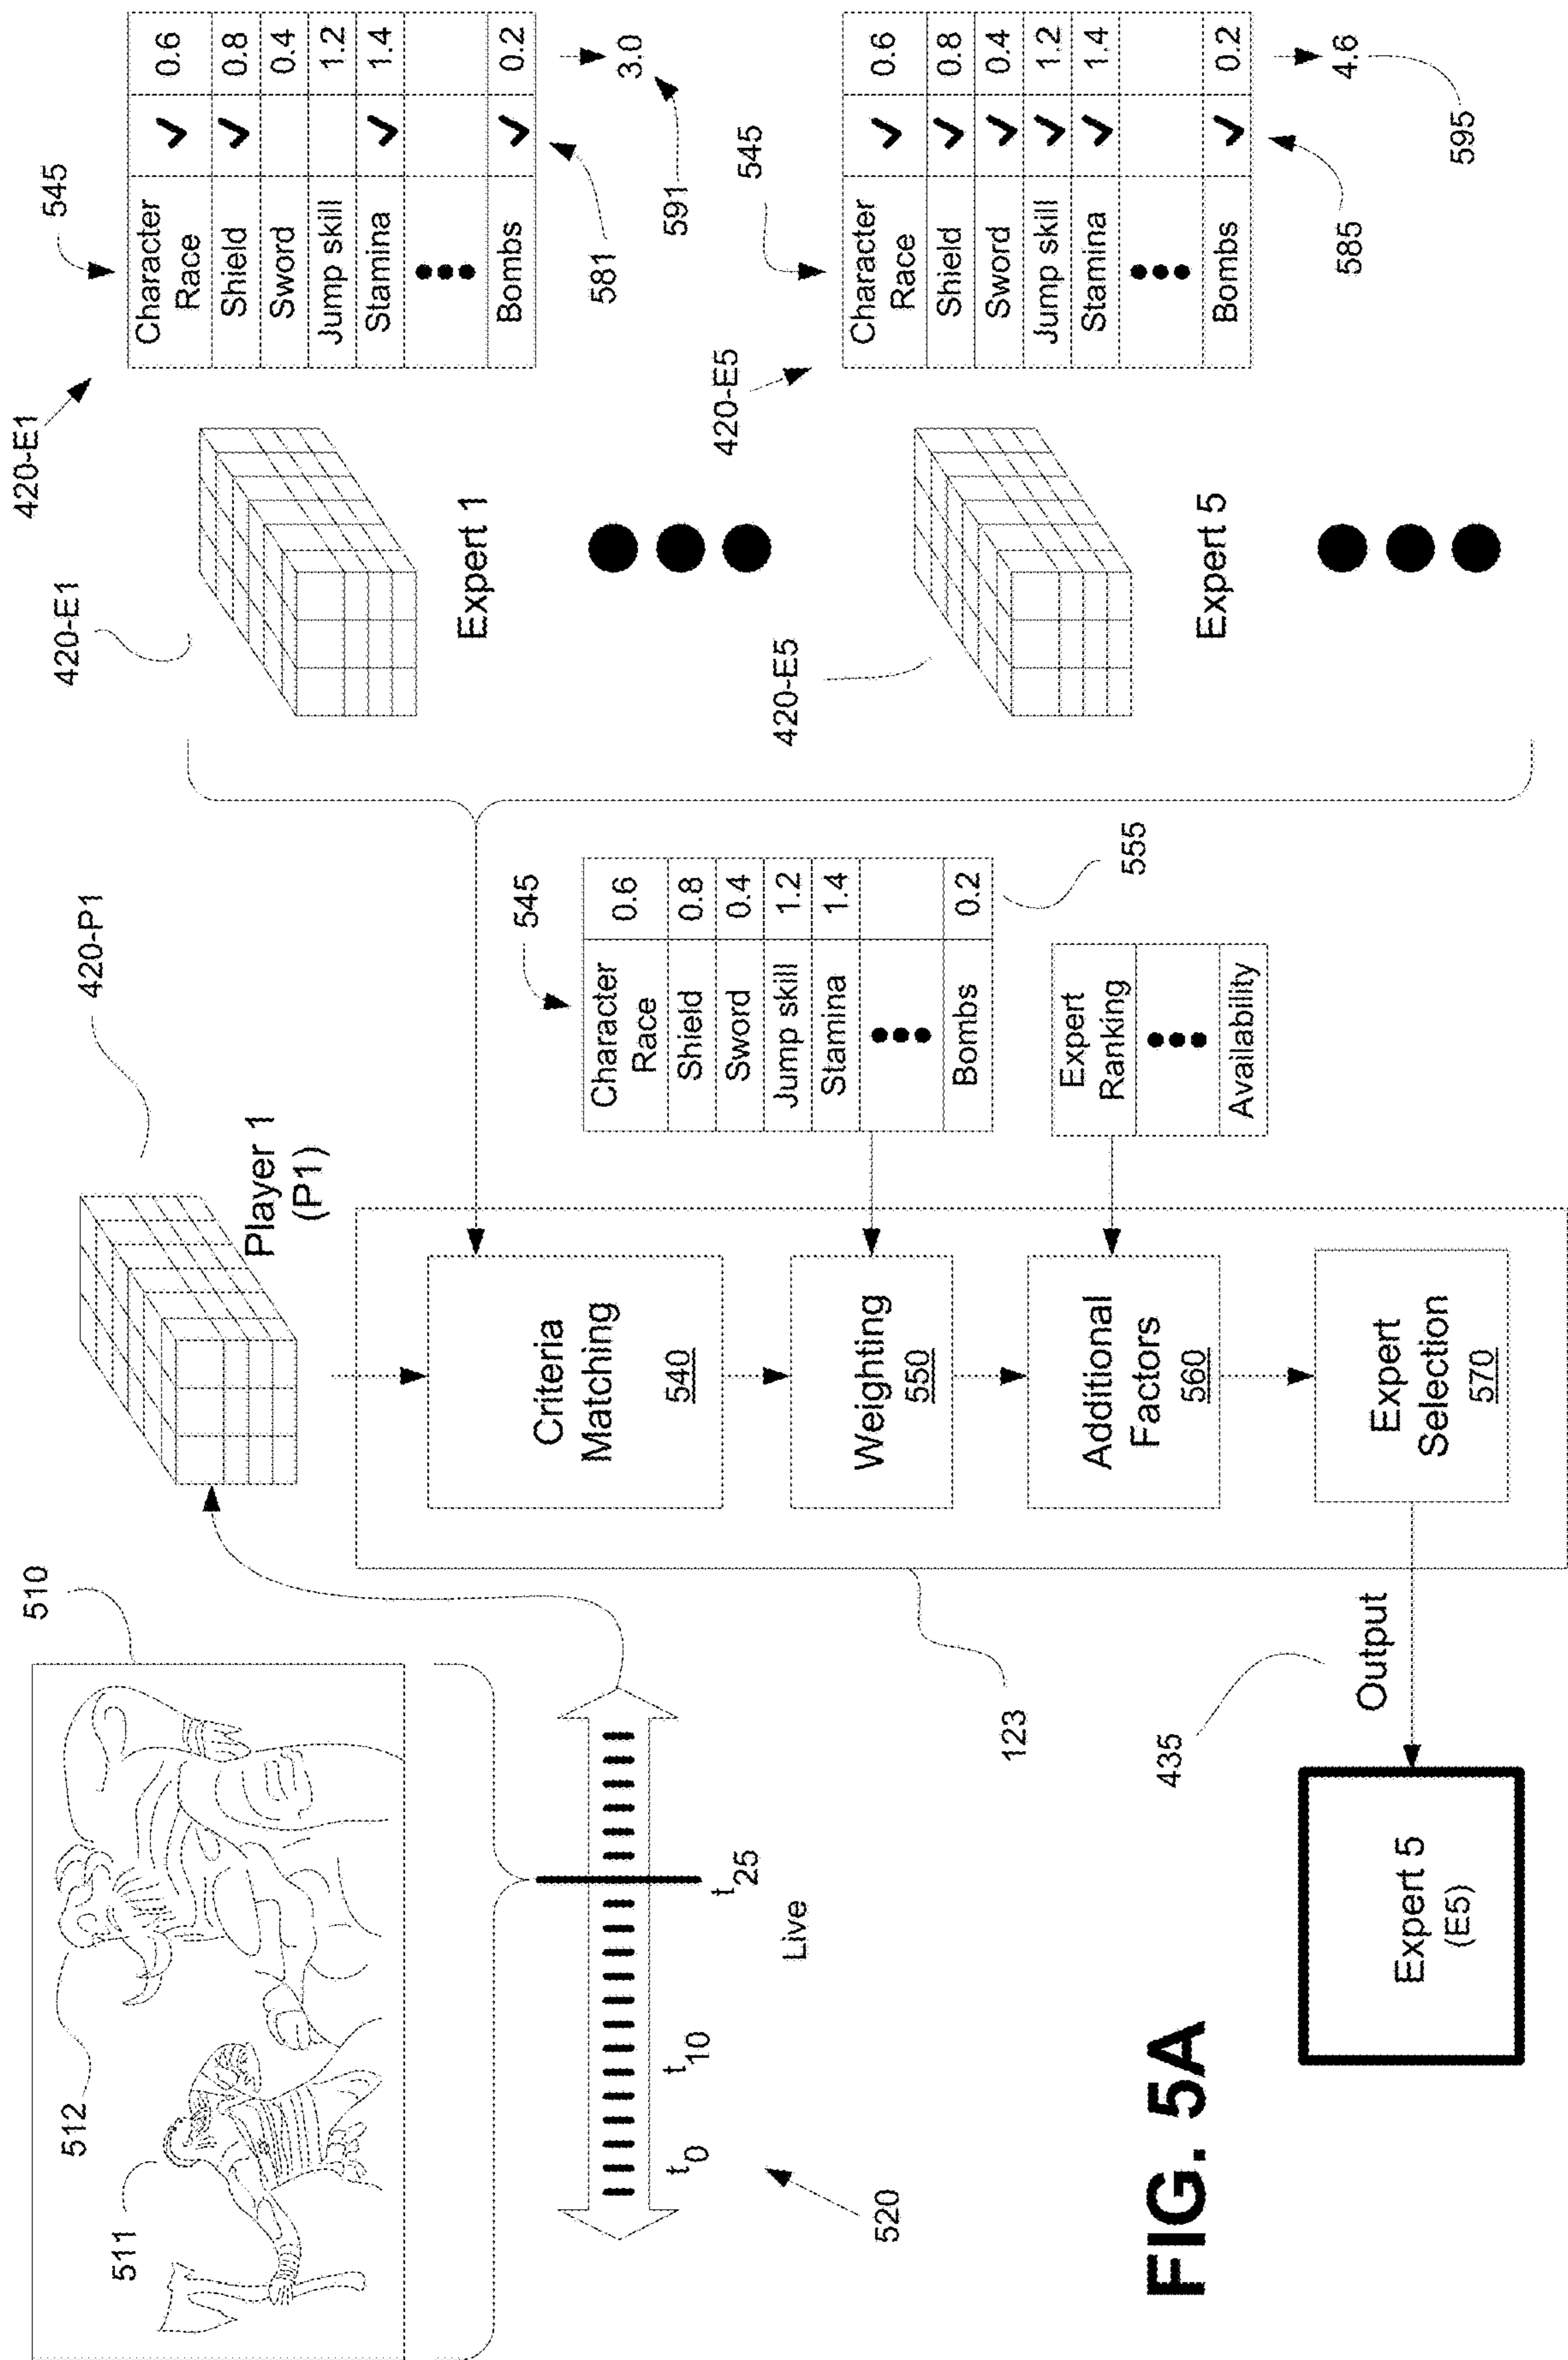 510
512
511
t0
t10
t25
Live
520
420-P1
Player 1
(P1)
Criteria
Matching
540
Weighting
550
Additional
Factors
560
Expert
Selection
570
123
Output
435
Expert 5
(E5)
545
Character Race 0.6
Shield 0.8
Sword 0.4
Jump skill 1.2
Stamina 1.4
Bombs 0.2
555
Expert
Ranking
Availability
420-E1
Expert 1
420-E1
545
Character Race ✓ 0.6
Shield ✓ 0.8
Sword 0.4
Jump skill 1.2
Stamina ✓ 1.4
Bombs ✓ 0.2
581
3.0
591
420-E5
Expert 5
420-E5
545
Character Race ✓ 0.6
Shield ✓ 0.8
Sword ✓ 0.4
Jump skill ✓ 1.2
Stamina ✓ 1.4
Bombs ✓ 0.2
585
4.6
595
FIG. 5A